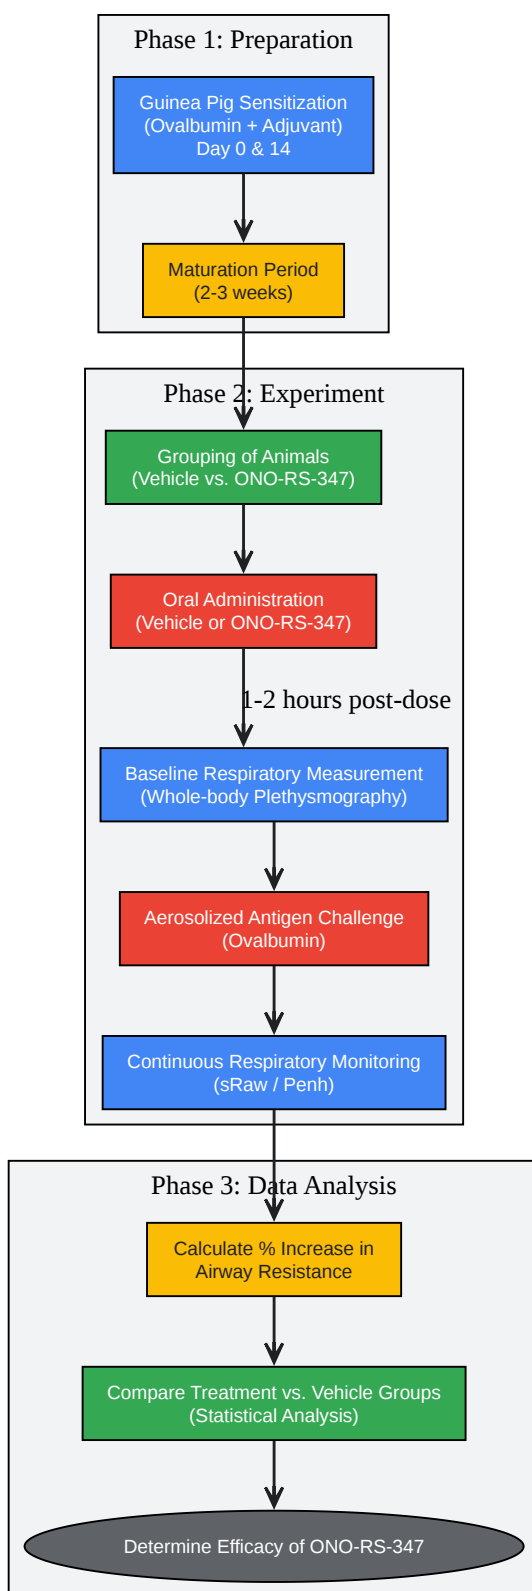 Phase 1: Preparation
Guinea Pig Sensitization
(Ovalbumin + Adjuvant)
Day 0 & 14
Maturation Period
(2-3 weeks)
Phase 2: Experiment
Grouping of Animals
(Vehicle vs. ONO-RS-347)
Oral Administration
(Vehicle or ONO-RS-347)
1-2 hours post-dose
Baseline Respiratory Measurement
(Whole-body Plethysmography)
Aerosolized Antigen Challenge
(Ovalbumin)
Continuous Respiratory Monitoring
(sRaw / Penh)
Phase 3: Data Analysis
Calculate % Increase in
Airway Resistance
Compare Treatment vs. Vehicle Groups
(Statistical Analysis)
Determine Efficacy of ONO-RS-347